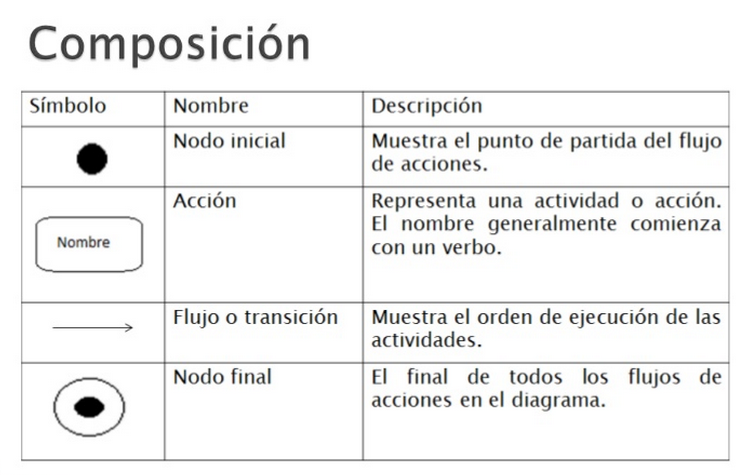 Composición
Símbolo Nombre Descripción
Nodo inicial
Muestra el punto de partida del flujo
de acciones.
Nombre
Acción
Representa una actividad o acción.
El nombre generalmente comienza
con un verbo.
Flujo o transición
Muestra el orden de ejecución de las
actividades.
Nodo final
El final de todos los flujos de
acciones en el diagrama.